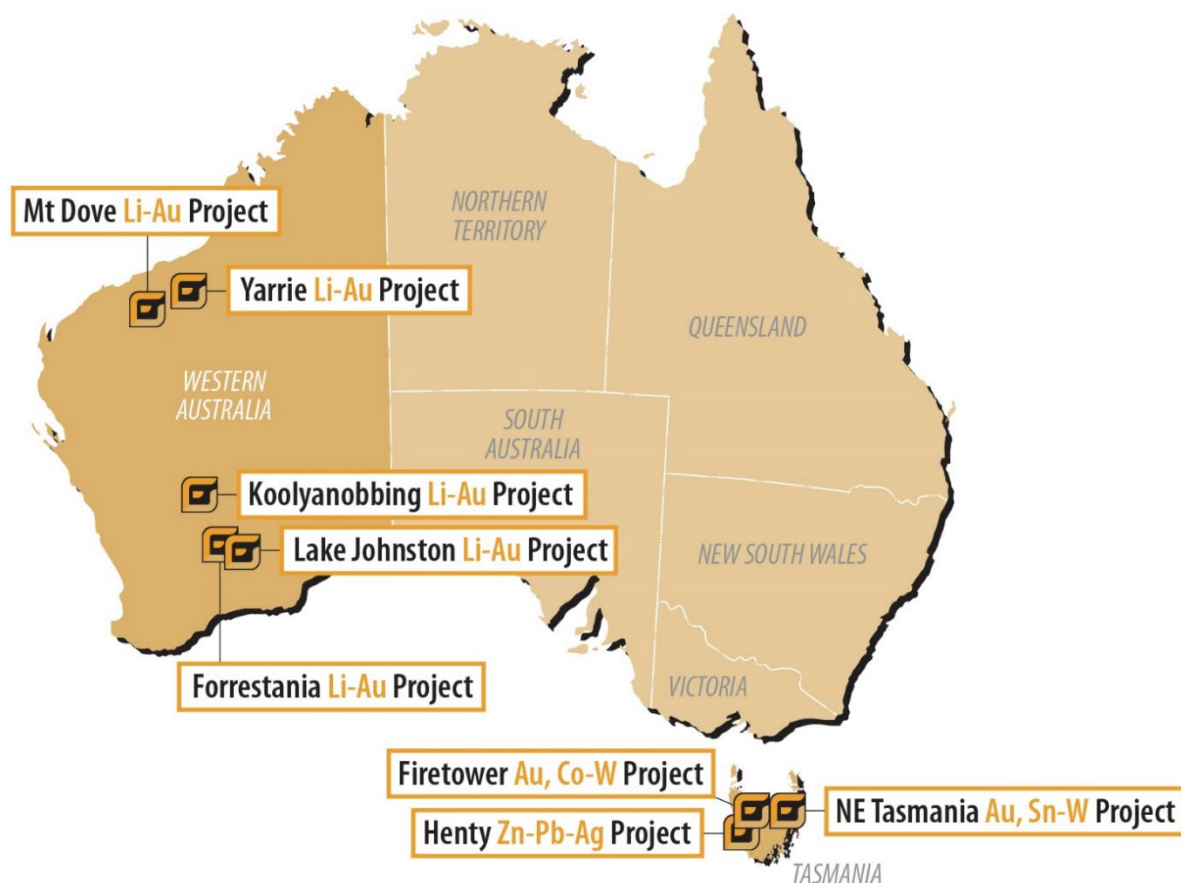 NORTHERN
TERRITORY
Mt Dove Li-Au Project
Yarrie Li-Au Project
QUEENSLAND
WESTERN
AUSTRALIA
SOUTH
AUSTRALIA
Koolyanobbing Li-Au Project
Lake Johnston Li-Au Project
NEW SOUTH WALES
Forrestania Li-Au Project
VICTORIA
Firetower Au, Co-W Project
NE Tasmania Au, Sn-W Project
Henty Zn-Pb-Ag Project
TASMANIA